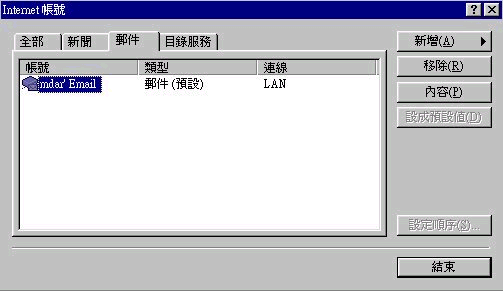 Internet 帳號
全部 新聞 郵件 目錄服務
帳號 類型 連線
mdar' Email 郵件 (預設) LAN
新增(A)
移除(R)
內容(P)
設成預設值(D)
設定順序(S)...
結束